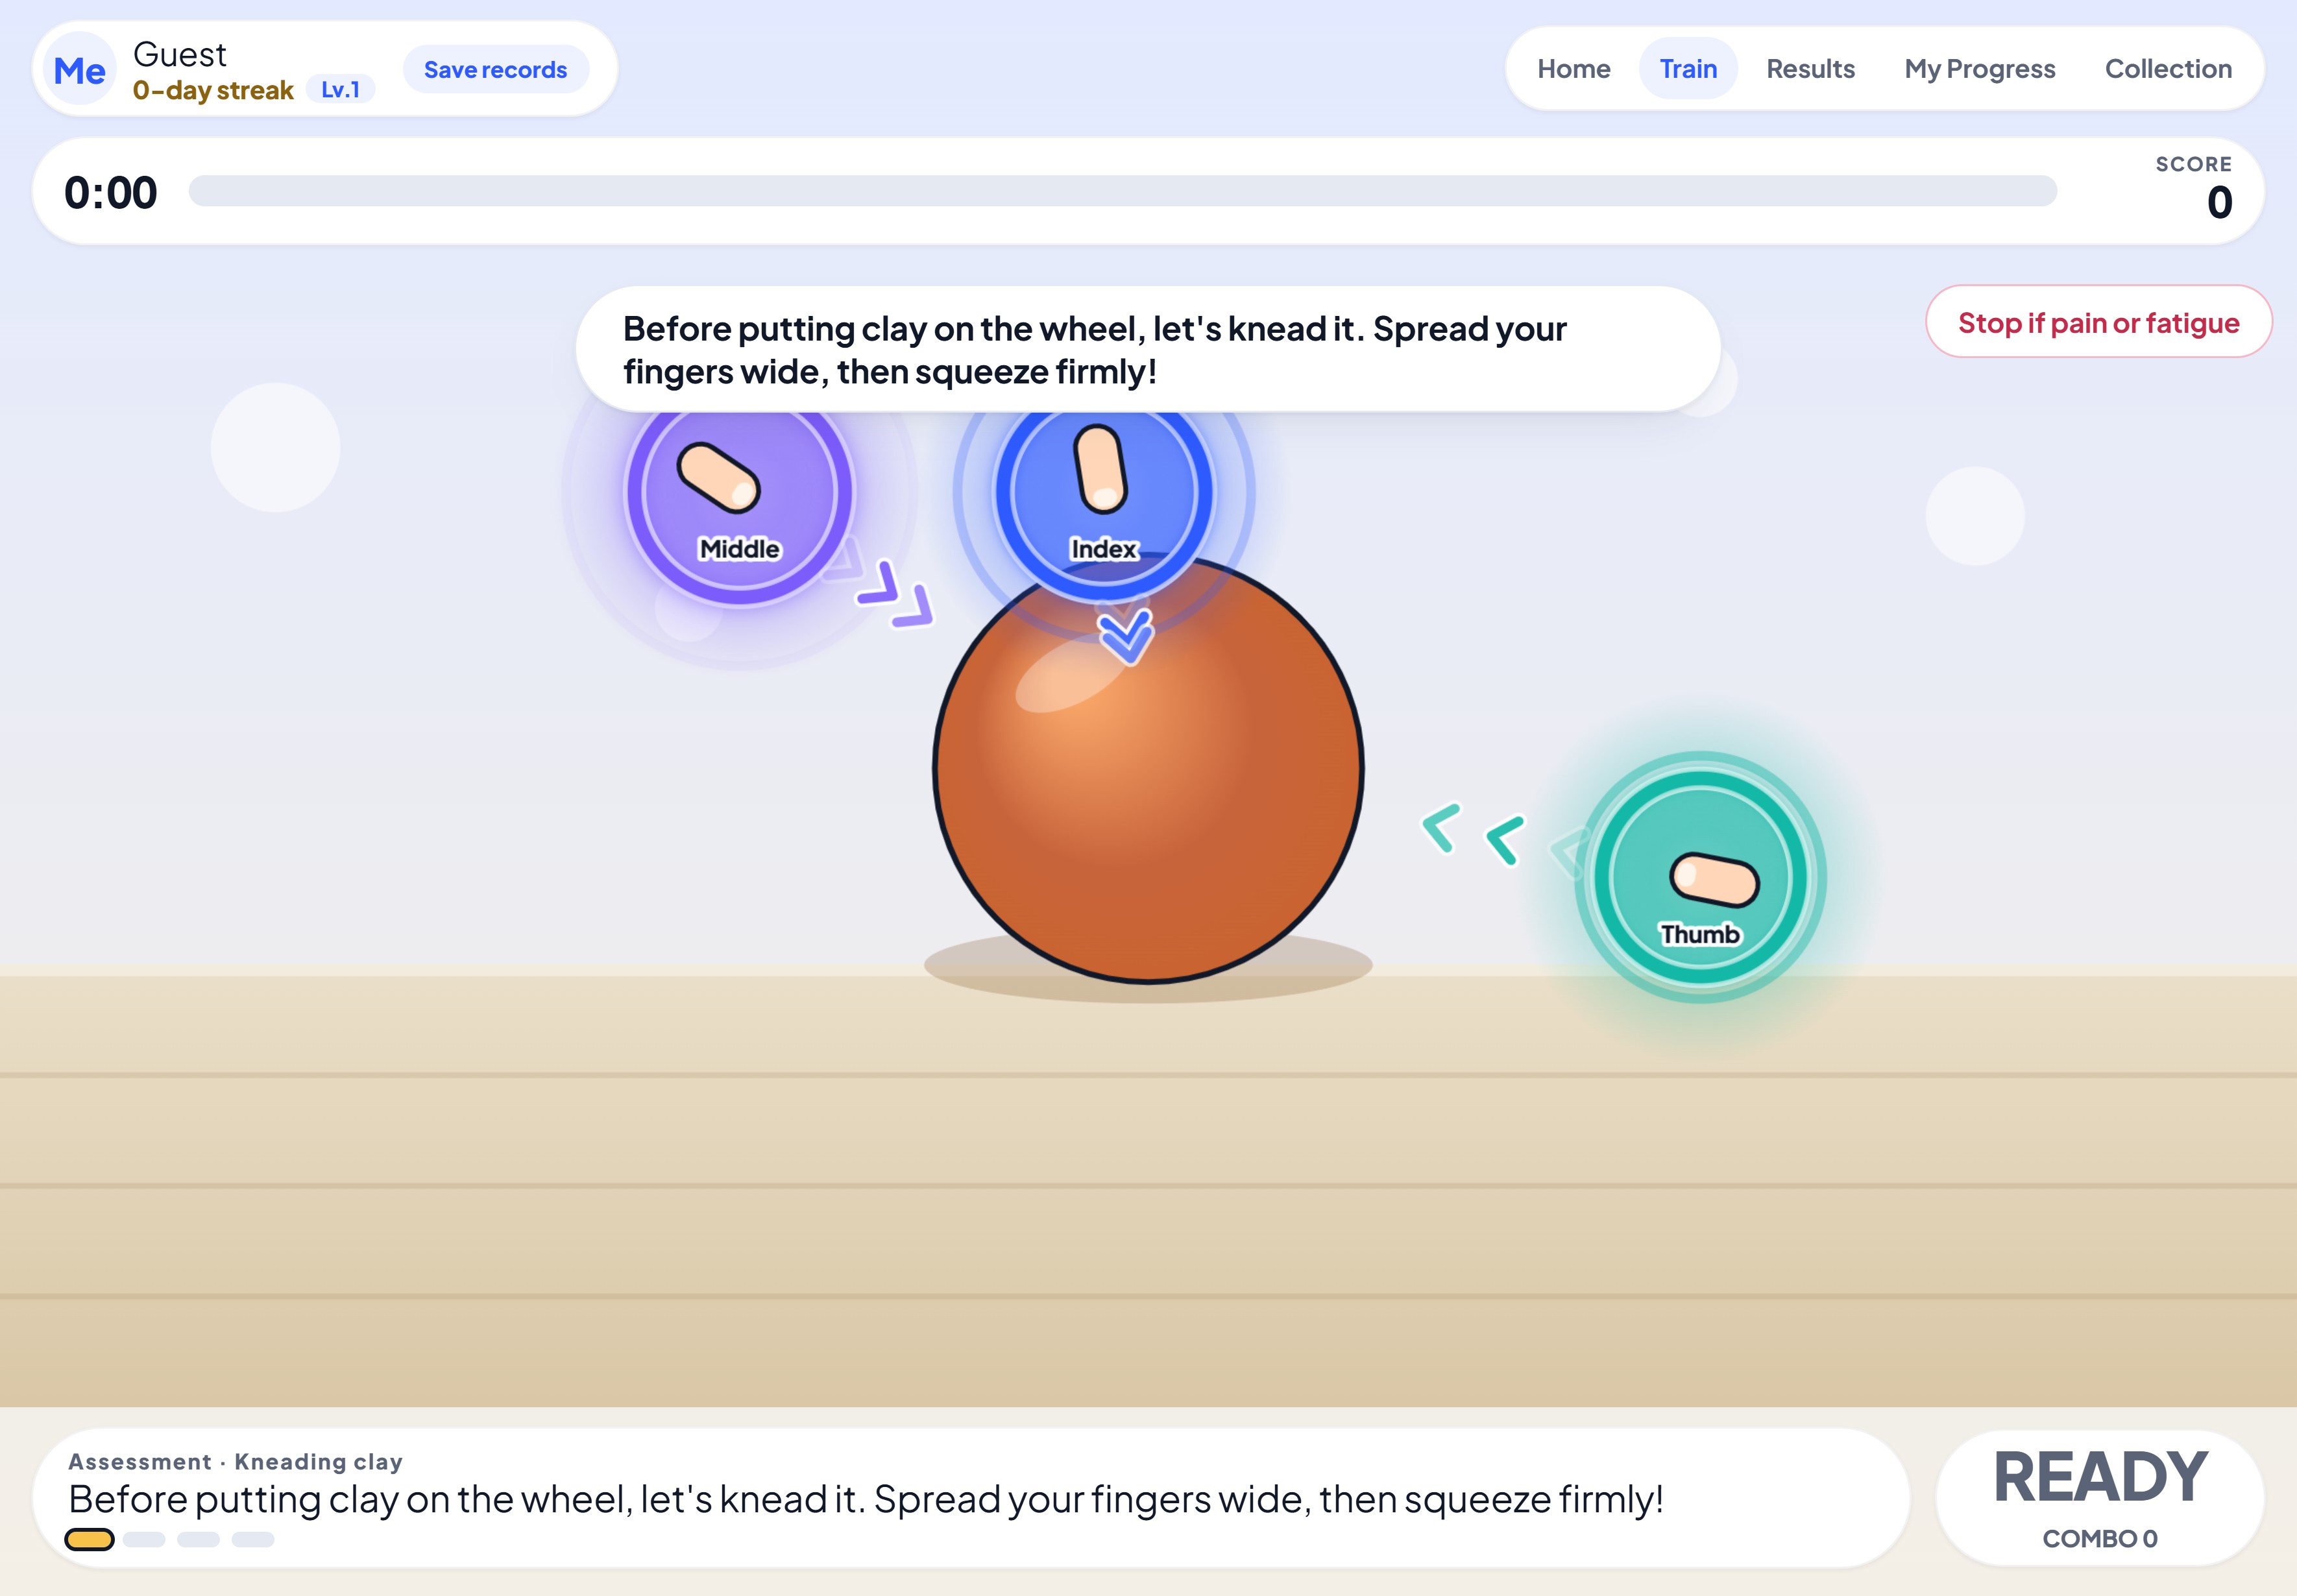 Me
Guest
0-day streak Lv.1
Save records
Home Train Results My Progress Collection
0:00
SCORE
0
Before putting clay on the wheel, let's knead it. Spread your
fingers wide, then squeeze firmly!
Stop if pain or fatigue
Middle
Index
Thumb
Assessment · Kneading clay
Before putting clay on the wheel, let's knead it. Spread your fingers wide, then squeeze firmly!
READY
COMBO 0